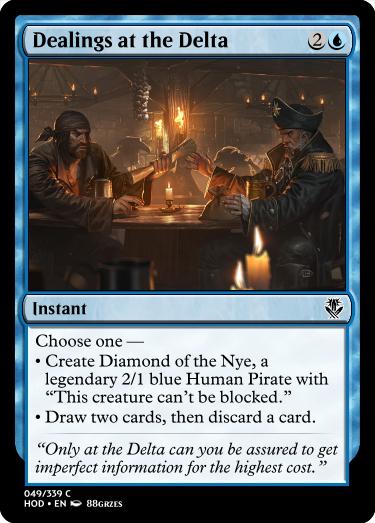 Dealings at the Delta 2
Instant
Choose one —
• Create Diamond of the Nye, a
legendary 2/1 blue Human Pirate with
“This creature can’t be blocked.”
• Draw two cards, then discard a card.
“Only at the Delta can you be assured to get
imperfect information for the highest cost.”
049/339 C
HOD • EN 88GRZES